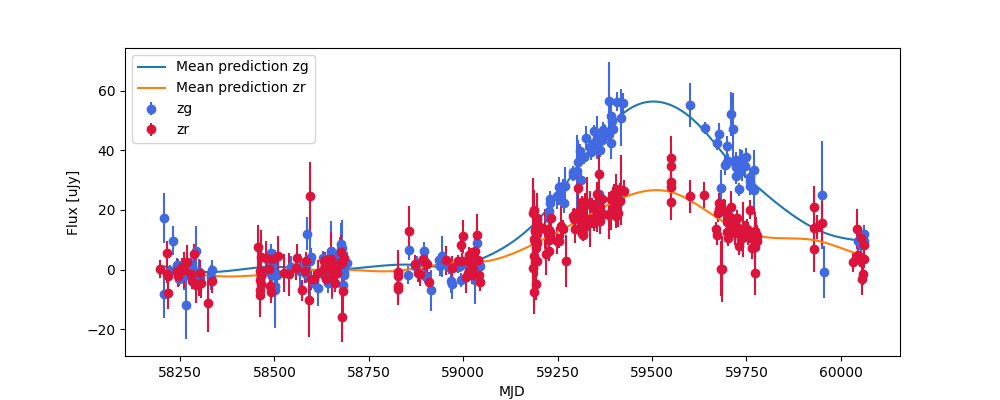 Mean prediction zg
Mean prediction zr
zg
zr
Flux [uJy]
60
40
20
0
−20
58250 58500 58750 59000 59250 59500 59750 60000
MJD